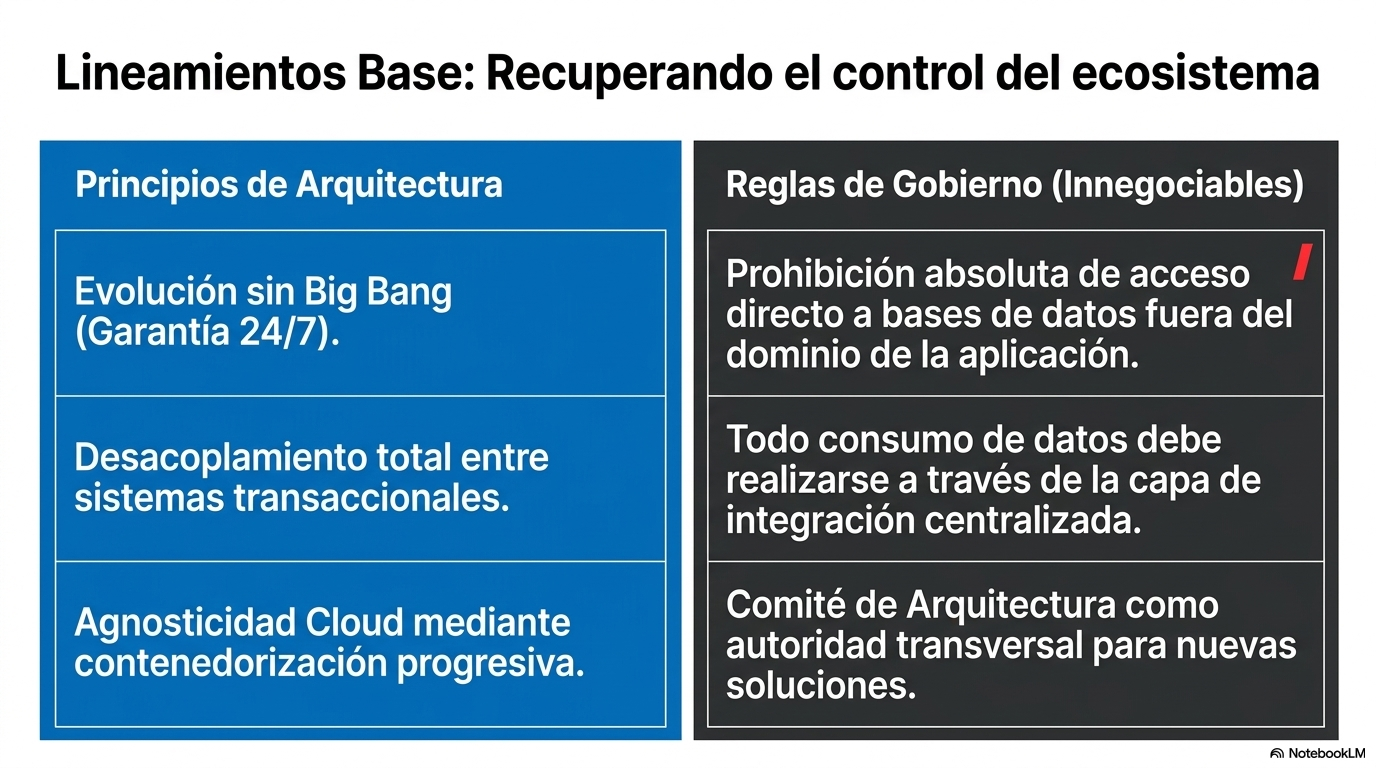 Lineamientos Base: Recuperando el control del ecosistema
Principios de Arquitectura
Evolución sin Big Bang
(Garantía 24/7).
Desacoplamiento total entre
sistemas transaccionales.
Agnosticidad Cloud mediante
contenedorización progresiva.
Reglas de Gobierno (Innegociables)
Prohibición absoluta de acceso
directo a bases de datos fuera del
dominio de la aplicación.
Todo consumo de datos debe
realizarse a través de la capa de
integración centralizada.
Comité de Arquitectura como
autoridad transversal para nuevas
soluciones.
NotebookLM